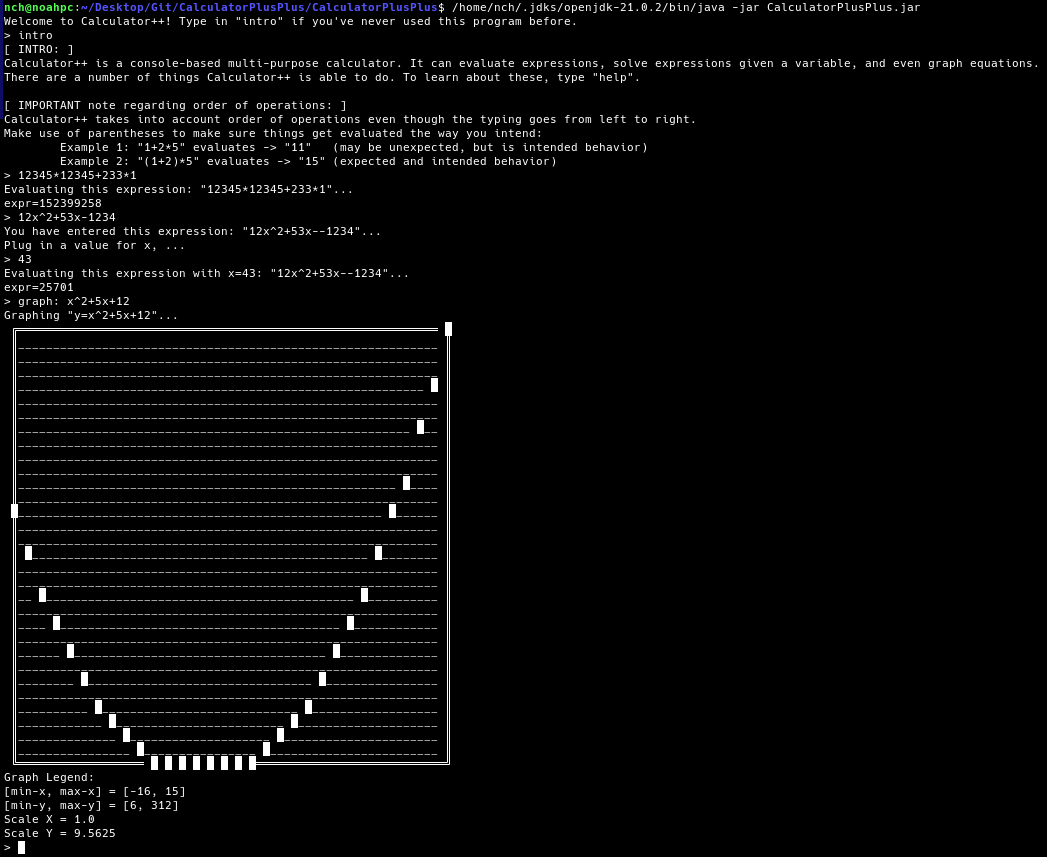 nch@noahpc:~/Desktop/Git/CalculatorPlusPlus/CalculatorPlusPlus$ /home/nch/.jdks/openjdk-21.0.2/bin/java -jar CalculatorPlusPlus.jar
Welcome to Calculator++! Type in "intro" if you've never used this program before.
> intro
[ INTRO: ]
Calculator++ is a console-based multi-purpose calculator. It can evaluate expressions, solve expressions given a variable, and even graph equations.
There are a number of things Calculator++ is able to do. To learn about these, type "help".
[ IMPORTANT note regarding order of operations: ]
Calculator++ takes into account order of operations even though the typing goes from left to right.
Make use of parentheses to make sure things get evaluated the way you intend:
Example 1: "1+2*5" evaluates -> "11" (may be unexpected, but is intended behavior)
Example 2: "(1+2)*5" evaluates -> "15" (expected and intended behavior)
> 12345*12345+233*1
Evaluating this expression: "12345*12345+233*1"...
expr=152399258
> 12x^2+53x-1234
You have entered this expression: "12x^2+53x--1234"...
Plug in a value for x, ...
> 43
Evaluating this expression with x=43: "12x^2+53x--1234"...
expr=25701
> graph: x^2+5x+12
Graphing "y=x^2+5x+12"...
Graph Legend:
[min-x, max-x] = [-16, 15]
[min-y, max-y] = [6, 312]
Scale X = 1.0
Scale Y = 9.5625
>